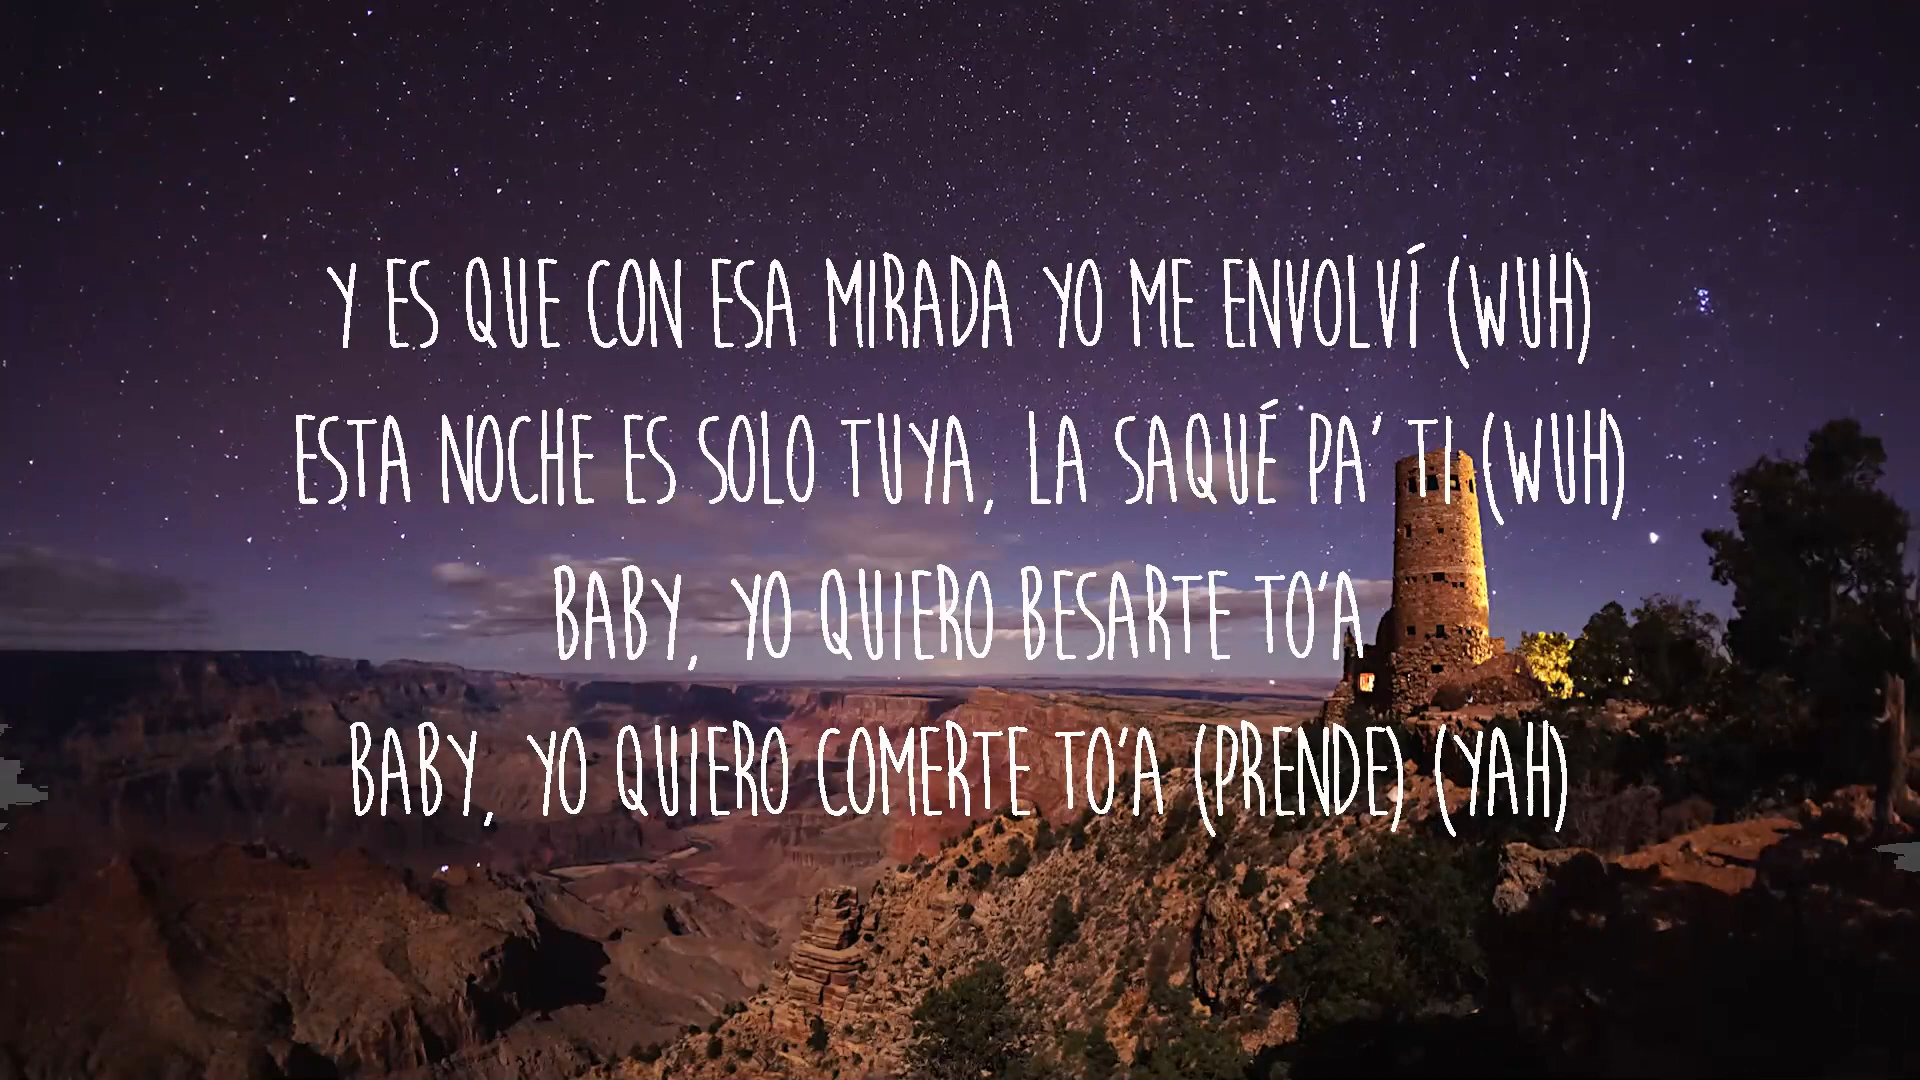 Y ES QUE CON ESA MIRADA YO ME ENVOLVÍ (WUH)
ESTA NOCHE ES SOLO TUYA, LA SAQUÉ PA' TI (WUH)
BABY, YO QUIERO BESARTE TO'A
BABY, YO QUIERO COMERTE TO'A (PRENDE) (YAH)